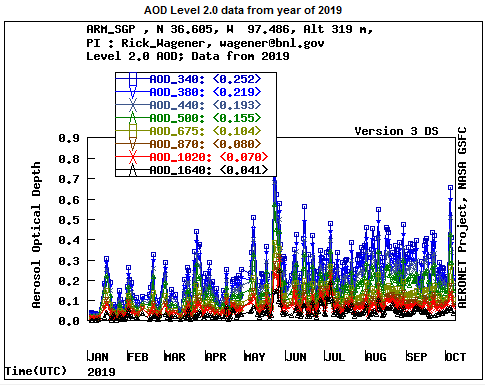 AOD Level 2.0 data from year of 2019
ARM_SGP , N 36.605, W 97.486, Alt 319 m,
PI : Rick_Wagener, wagener@bnl.gov
Level 2.0 AOD; Data from 2019
AOD_340: <0.252>
AOD_380: <0.219>
AOD_440: <0.193>
AOD_500: <0.155>
AOD_675: <0.104>
AOD_870: <0.080>
AOD_1020: <0.070>
AOD_1640: <0.041>
Version 3 DS
0.9
0.8
0.7
0.6
0.5
0.4
0.3
0.2
0.1
0.0
Aerosol Optical Depth
AERONET Project, NASA GSFC
JAN FEB MAR APR MAY JUN JUL AUG SEP OCT
Time(UTC) 2019